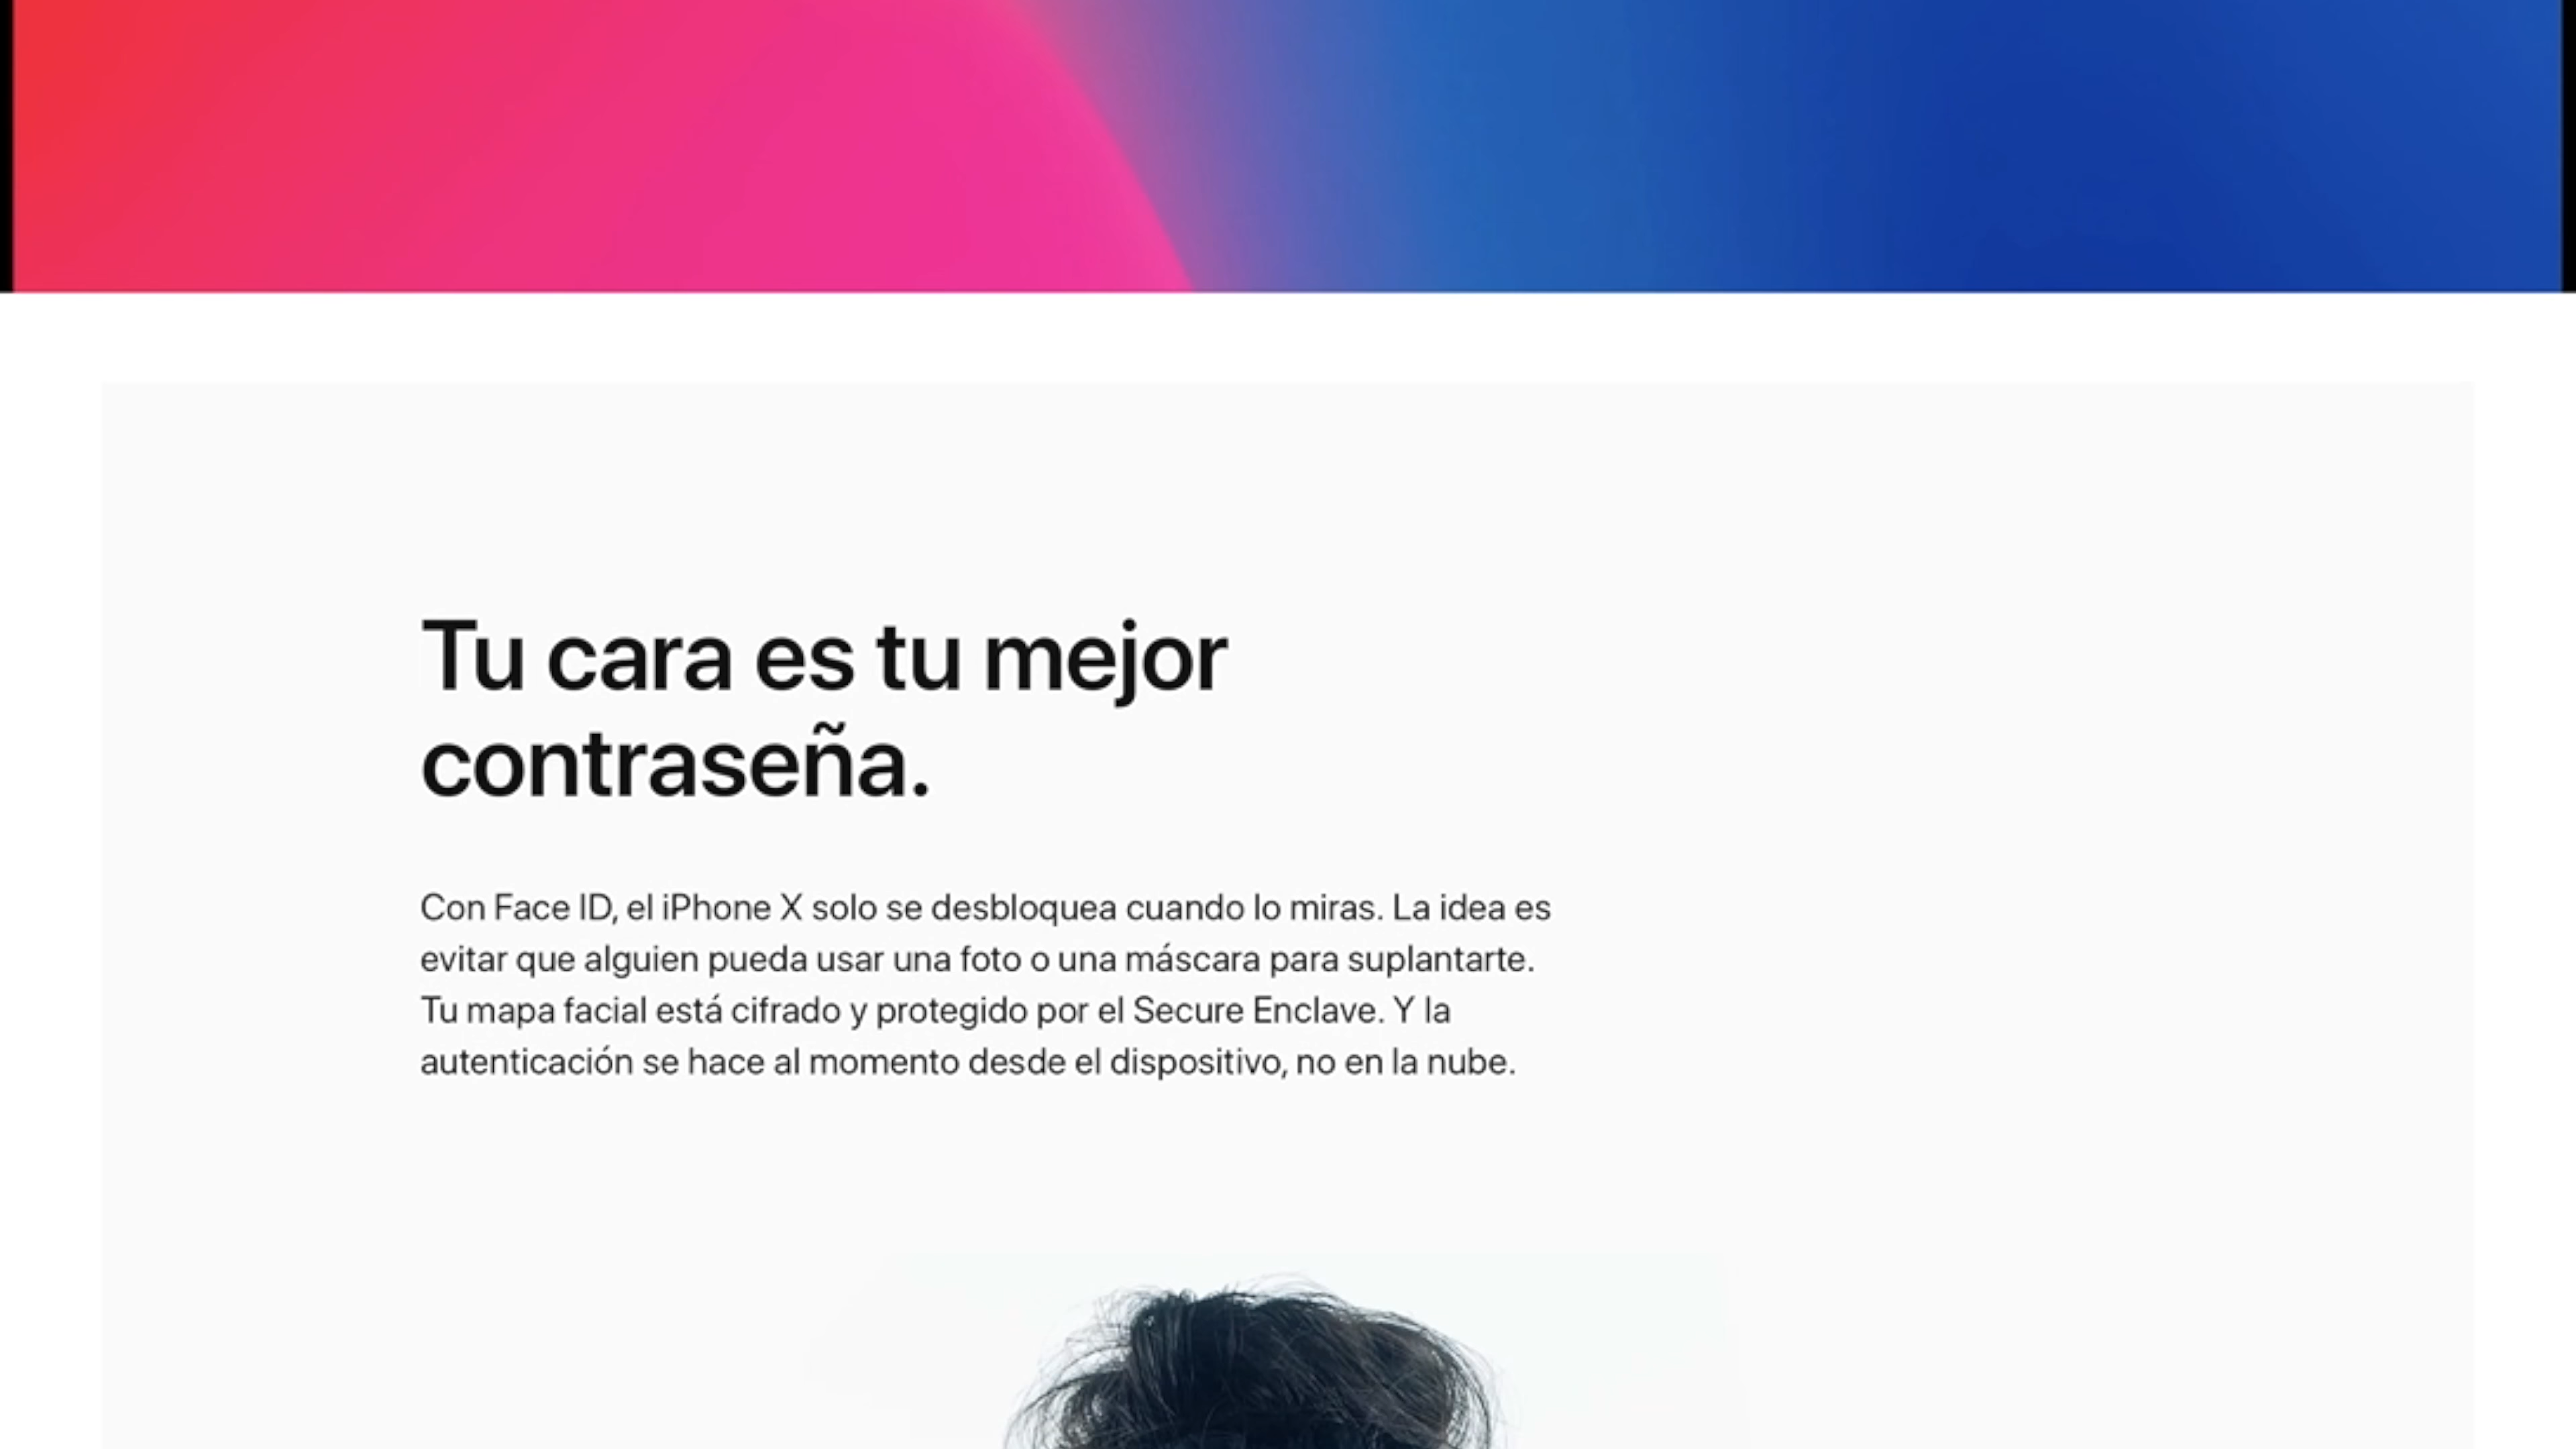 Tu cara es tu mejor
contraseña.
Con Face ID, el iPhone X solo se desbloquea cuando lo miras. La idea es
evitar que alguien pueda usar una foto o una máscara para suplantarte.
Tu mapa facial está cifrado y protegido por el Secure Enclave. Y la
autenticación se hace al momento desde el dispositivo, no en la nube.